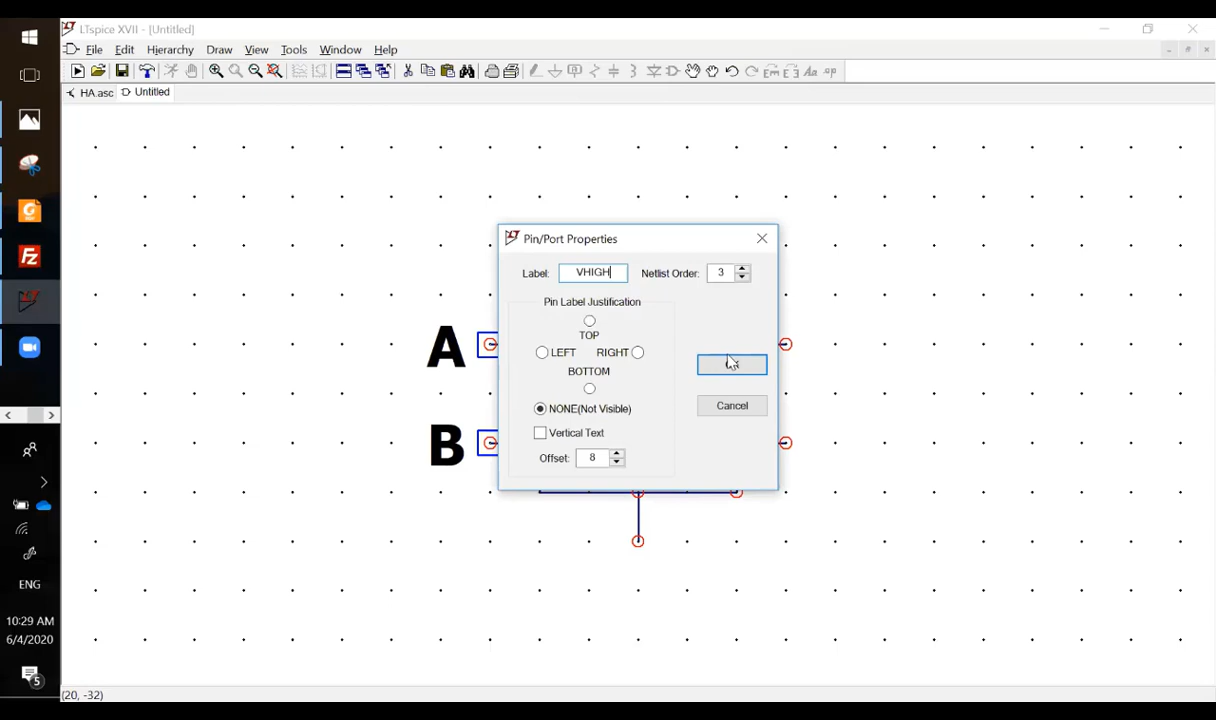 LTspice XVII - [Untitled]
File Edit Hierarchy Draw View Tools Window Help
HA.asc Untitled
Pin/Port Properties
Label: VHIGH Netlist Order: 3
Pin Label Justification
TOP
LEFT RIGHT
BOTTOM
NONE(Not Visible)
Cancel
Vertical Text
Offset: 8
A
B
ENG
10:29 AM
6/4/2020
5
(20, -32)